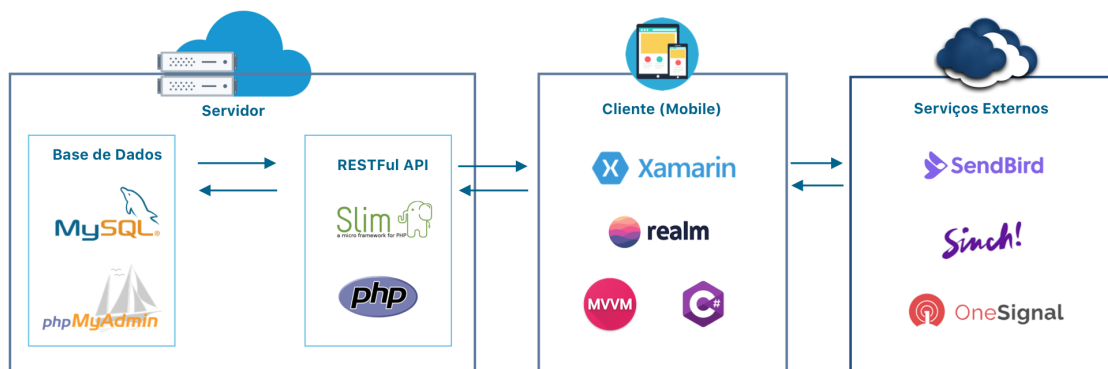 Servidor
Base de Dados
MySQL®
phpMyAdmin
RESTFul API
Slim
a micro framework for PHP
php
Cliente (Mobile)
Xamarin
realm
MVVM
C#
Serviços Externos
SendBird
Sinch!
OneSignal